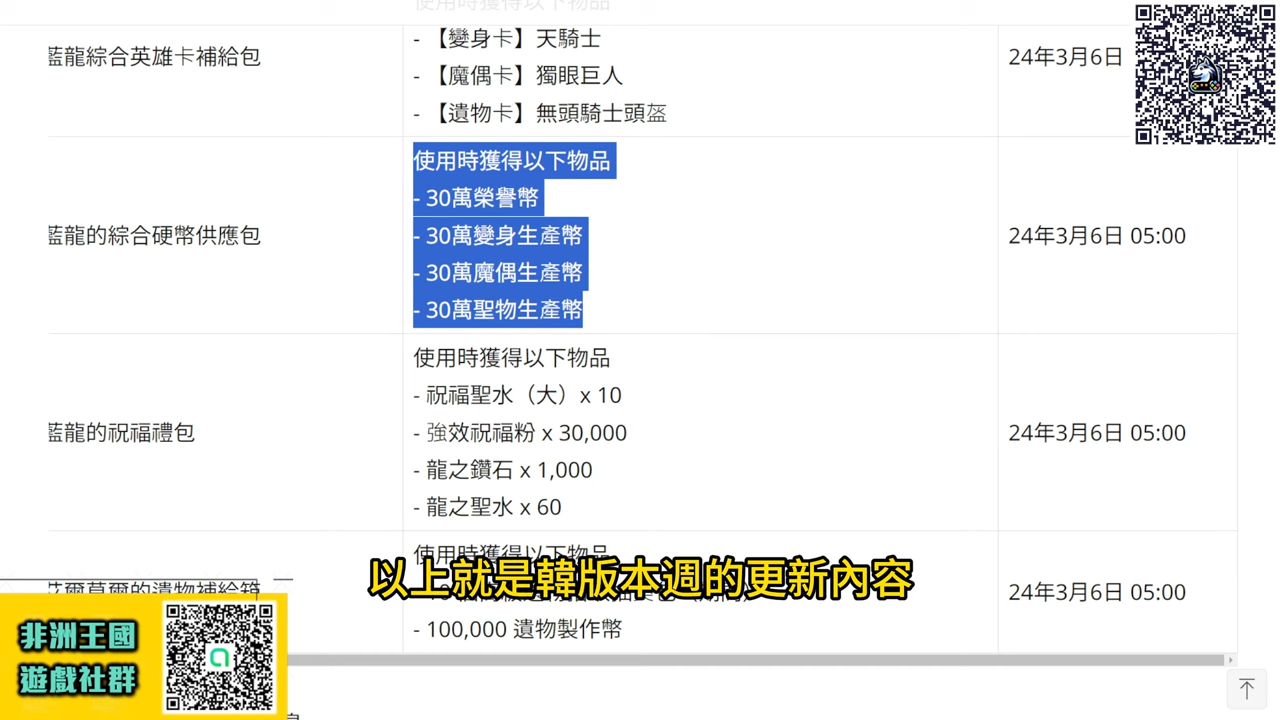 使用時獲得以下物品
藍龍綜合英雄卡補給包
- 【變身卡】天騎士
- 【魔偶卡】獨眼巨人
- 【遺物卡】無頭騎士頭盔
24年3月6日
藍龍的綜合硬幣供應包
使用時獲得以下物品
- 30萬榮譽幣
- 30萬變身生產幣
- 30萬魔偶生產幣
- 30萬聖物生產幣
24年3月6日 05:00
藍龍的祝福禮包
使用時獲得以下物品
- 祝福聖水（大）x 10
- 強效祝福粉 x 30,000
- 龍之鑽石 x 1,000
- 龍之聖水 x 60
24年3月6日 05:00
艾爾莫爾的遺物補給箱
使用時獲得以下物品
- 100,000 遺物製作幣
24年3月6日 05:00
以上就是韓版本週的更新內容
非洲王國
遊戲社群